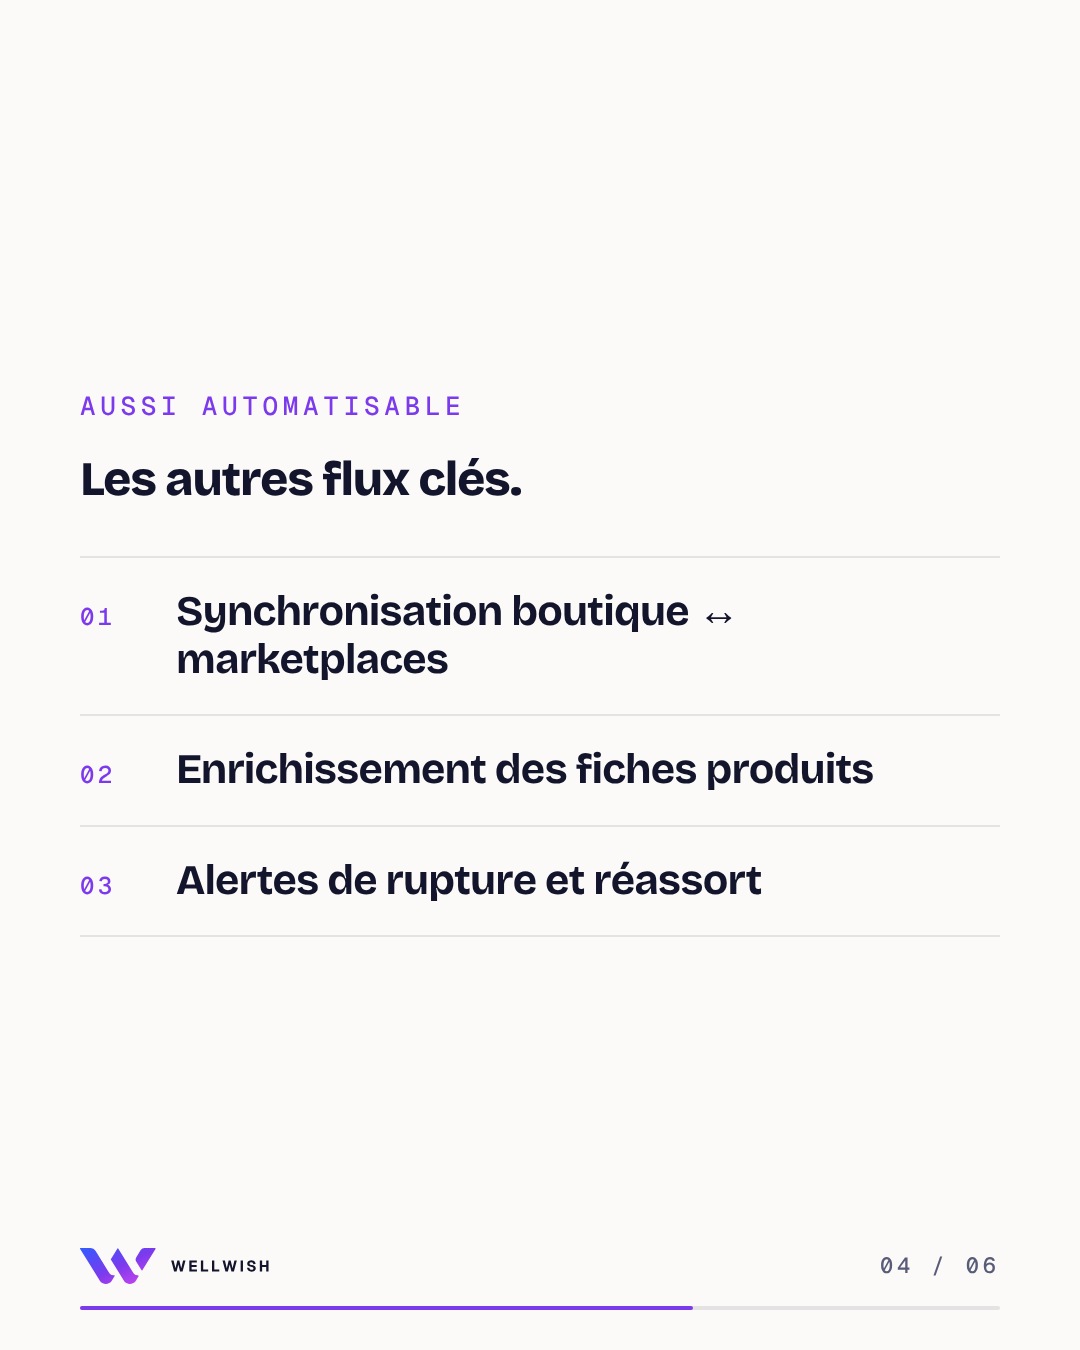 AUSSI AUTOMATISABLE
Les autres flux clés.
01 Synchronisation boutique ↔
marketplaces
02 Enrichissement des fiches produits
03 Alertes de rupture et réassort
WELLWISH
04 / 06